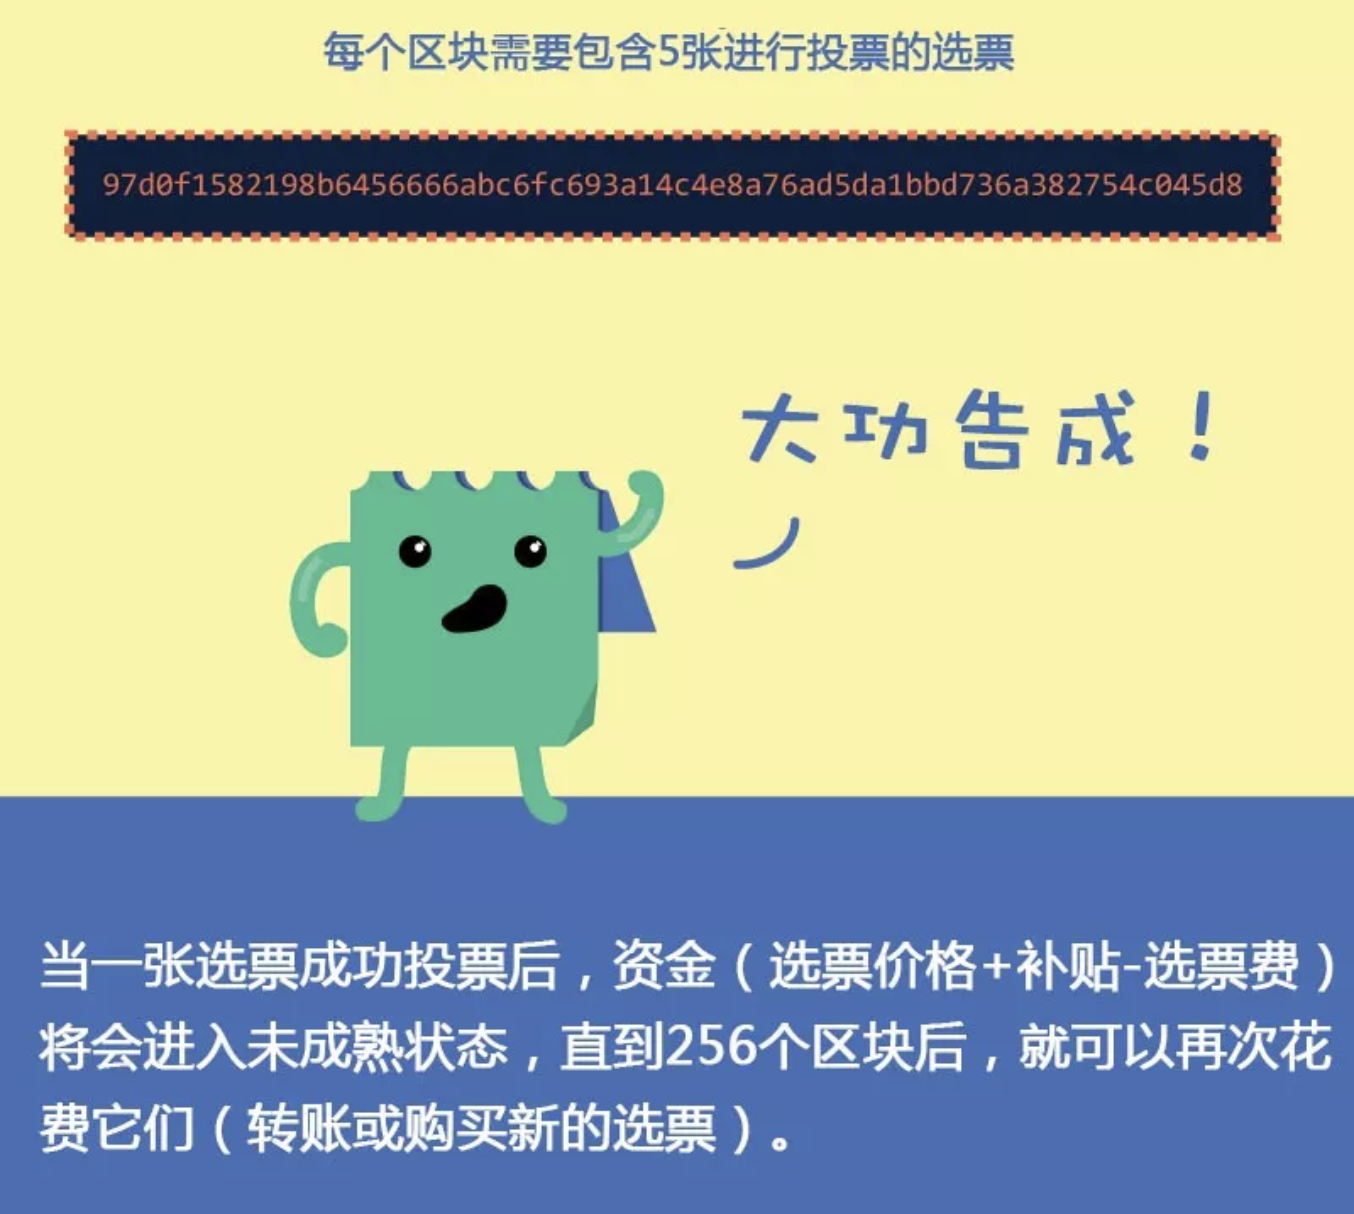 每个区块需要包含5张进行投票的选票
97d0f1582198b6456666abc6fc693a14c4e8a76ad5da1bbd736a382754c045d8
大功告成！
当一张选票成功投票后，资金（选票价格+补贴-选票费）
将会进入未成熟状态，直到256个区块后，就可以再次花
费它们（转账或购买新的选票）。